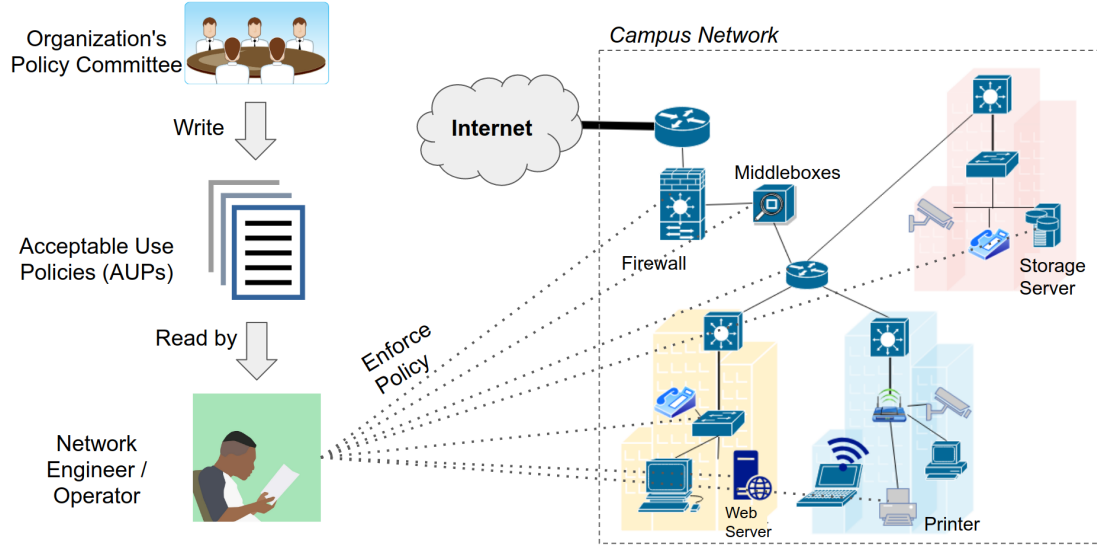 Organization's
Policy Committee
Write
Acceptable Use
Policies (AUPs)
Read by
Network
Engineer /
Operator
Enforce
Policy
Campus Network
Internet
Middleboxes
Firewall
Storage
Server
Web
Server
Printer